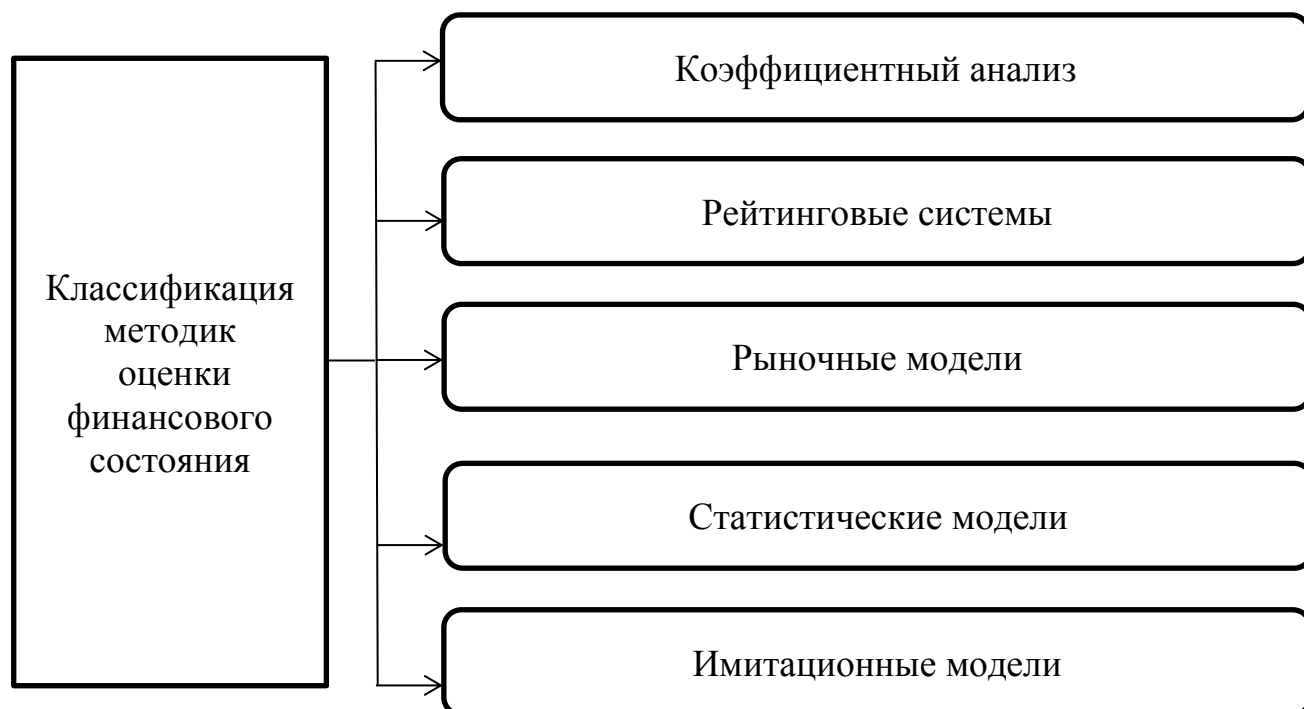 Классификация
методик
оценки
финансового
состояния
Коэффициентный анализ
Рейтинговые системы
Рыночные модели
Статистические модели
Имитационные модели